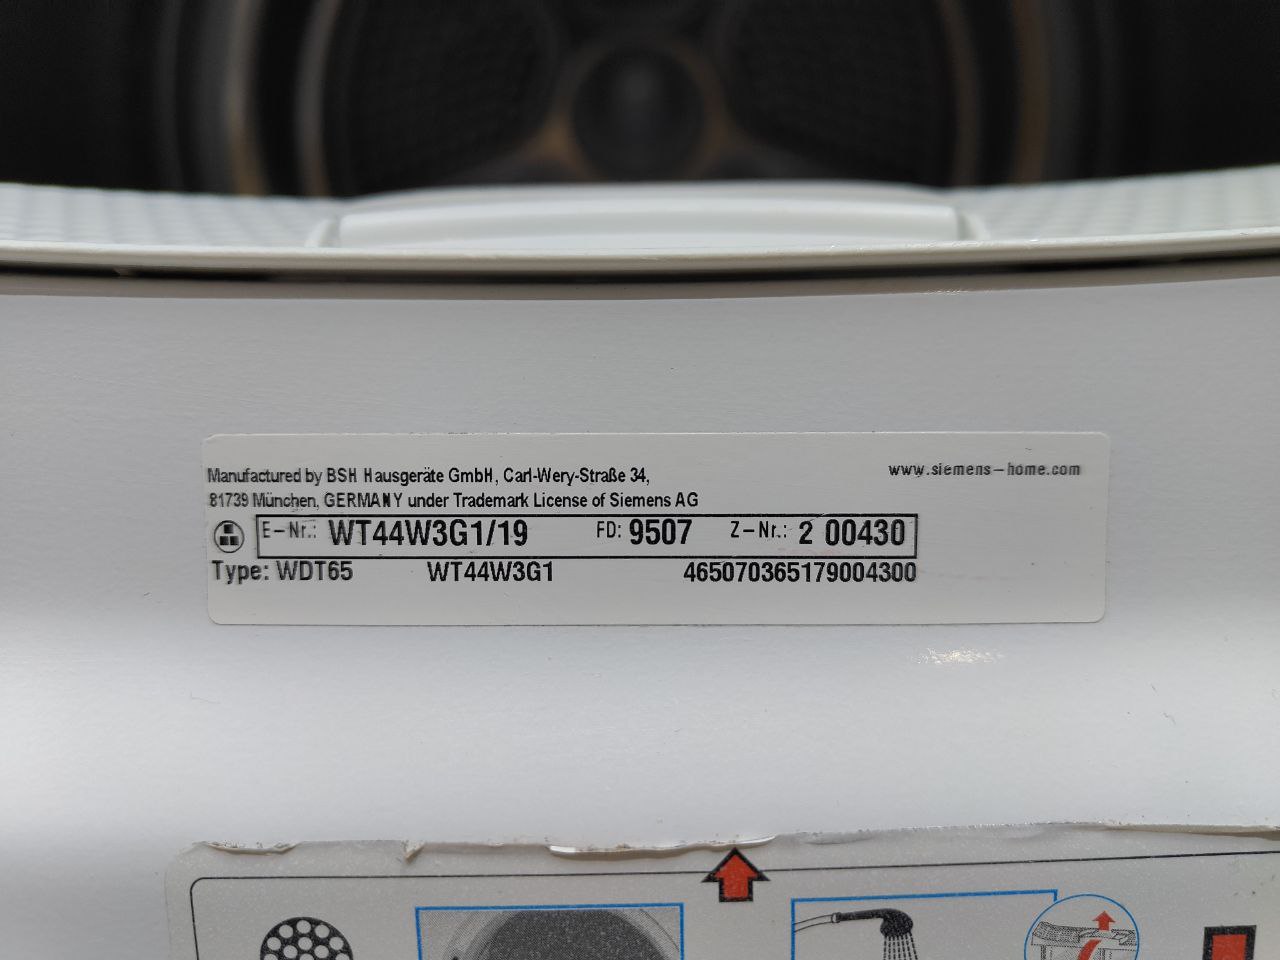 Manufactured by BSH Hausgeräte GmbH, Carl-Wery-Straße 34,
81739 München, GERMANY under Trademark License of Siemens AG
www.siemens-home.com
E-Nr.: WT44W3G1/19 FD: 9507 Z-Nr.: 2 00430
Type: WDT65 WT44W3G1 465070365179004300